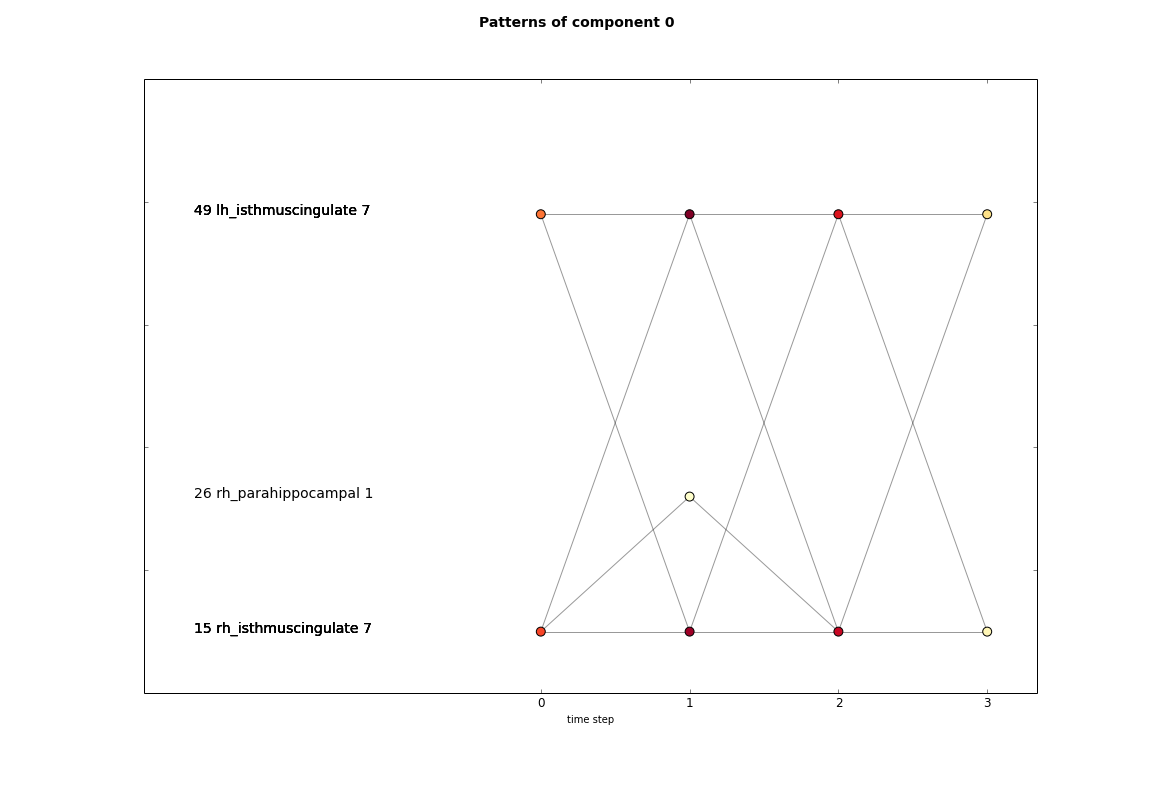 Patterns of component 0
49 lh_isthmuscingulate 7
26 rh_parahippocampal 1
15 rh_isthmuscingulate 7
0 1 2 3
time step